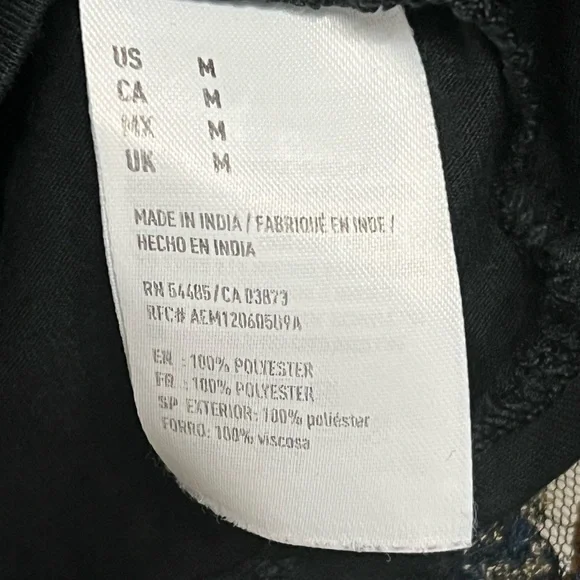 US M
CA M
MX M
UK M
MADE IN INDIA / FABRIQUÉ EN INDE /
HECHO EN INDIA
RN 54485/CA 03873
RFC# AEM120605U9A
EN : 100% POLYESTER
FR : 100% POLYESTER
SP EXTERIOR: 100% poliéster
FORRO: 100% viscosa